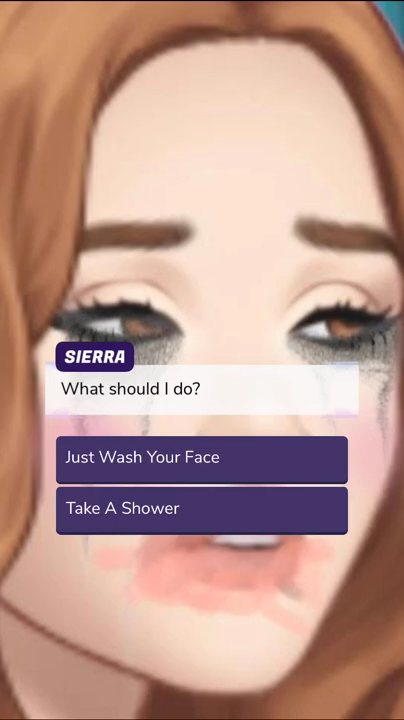 SIERRA
What should I do?
Just Wash Your Face
Take A Shower